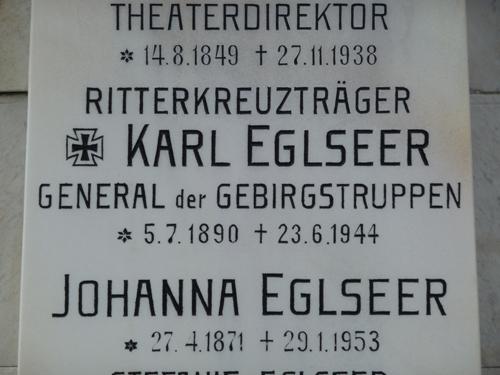 THEATERDIREKTOR
* 14.8.1849 † 27.11.1938
RITTERKREUZTRÄGER
KARL EGLSEER
GENERAL der GEBIRGSTRUPPEN
* 5.7.1890 † 23.6.1944
JOHANNA EGLSEER
* 27.4.1871 † 29.1.1953